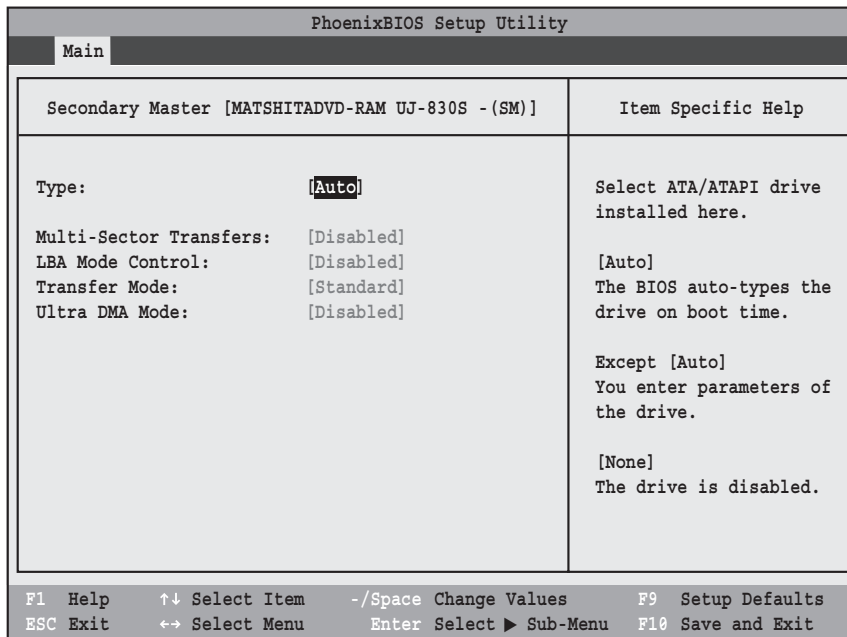 PhoenixBIOS Setup Utility
Main
Secondary Master [MATSHITADVD-RAM UJ-830S -(SM)]
Item Specific Help
Type: [Auto]
Multi-Sector Transfers: [Disabled]
LBA Mode Control: [Disabled]
Transfer Mode: [Standard]
Ultra DMA Mode: [Disabled]
Select ATA/ATAPI drive
installed here.
[Auto]
The BIOS auto-types the
drive on boot time.
Except [Auto]
You enter parameters of
the drive.
[None]
The drive is disabled.
F1 Help ↑↓ Select Item -/Space Change Values F9 Setup Defaults
ESC Exit ←→ Select Menu Enter Select ▶ Sub-Menu F10 Save and Exit